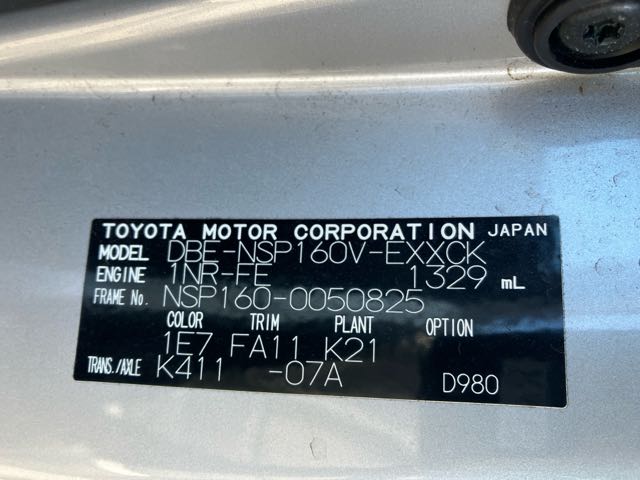 TOYOTA MOTOR CORPORATION JAPAN
MODEL DBE-NSP160V-EXXCK
ENGINE 1NR-FE 1329 mL
FRAME No. NSP160-0050825
COLOR TRIM PLANT OPTION
1E7 FA11 K21
TRANS./AXLE K411 -07A D980